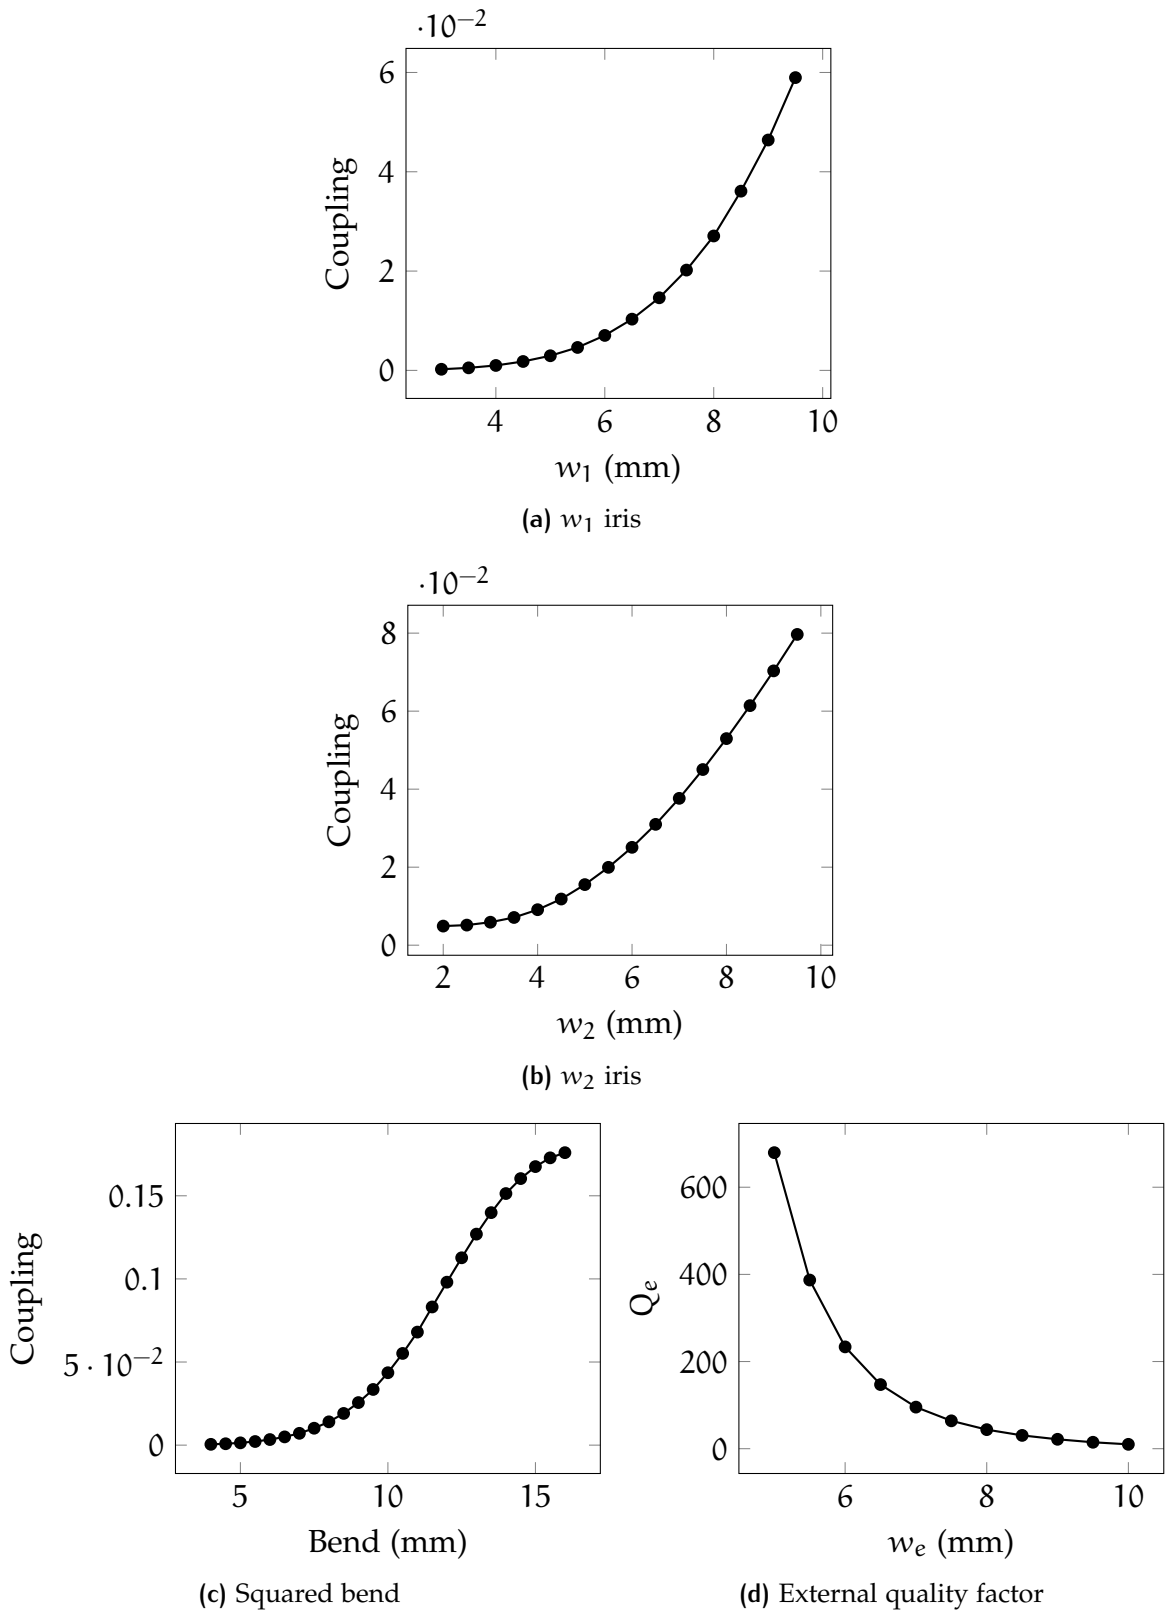 ·10⁻²
6
4
2
0
Coupling
4 6 8 10
w₁ (mm)
(a) w₁ iris
·10⁻²
8
6
4
2
0
Coupling
2 4 6 8 10
w₂ (mm)
(b) w₂ iris
0.15
0.1
5 · 10⁻²
0
Coupling
5 10 15
Bend (mm)
(c) Squared bend
600
400
200
0
Qₑ
6 8 10
wₑ (mm)
(d) External quality factor